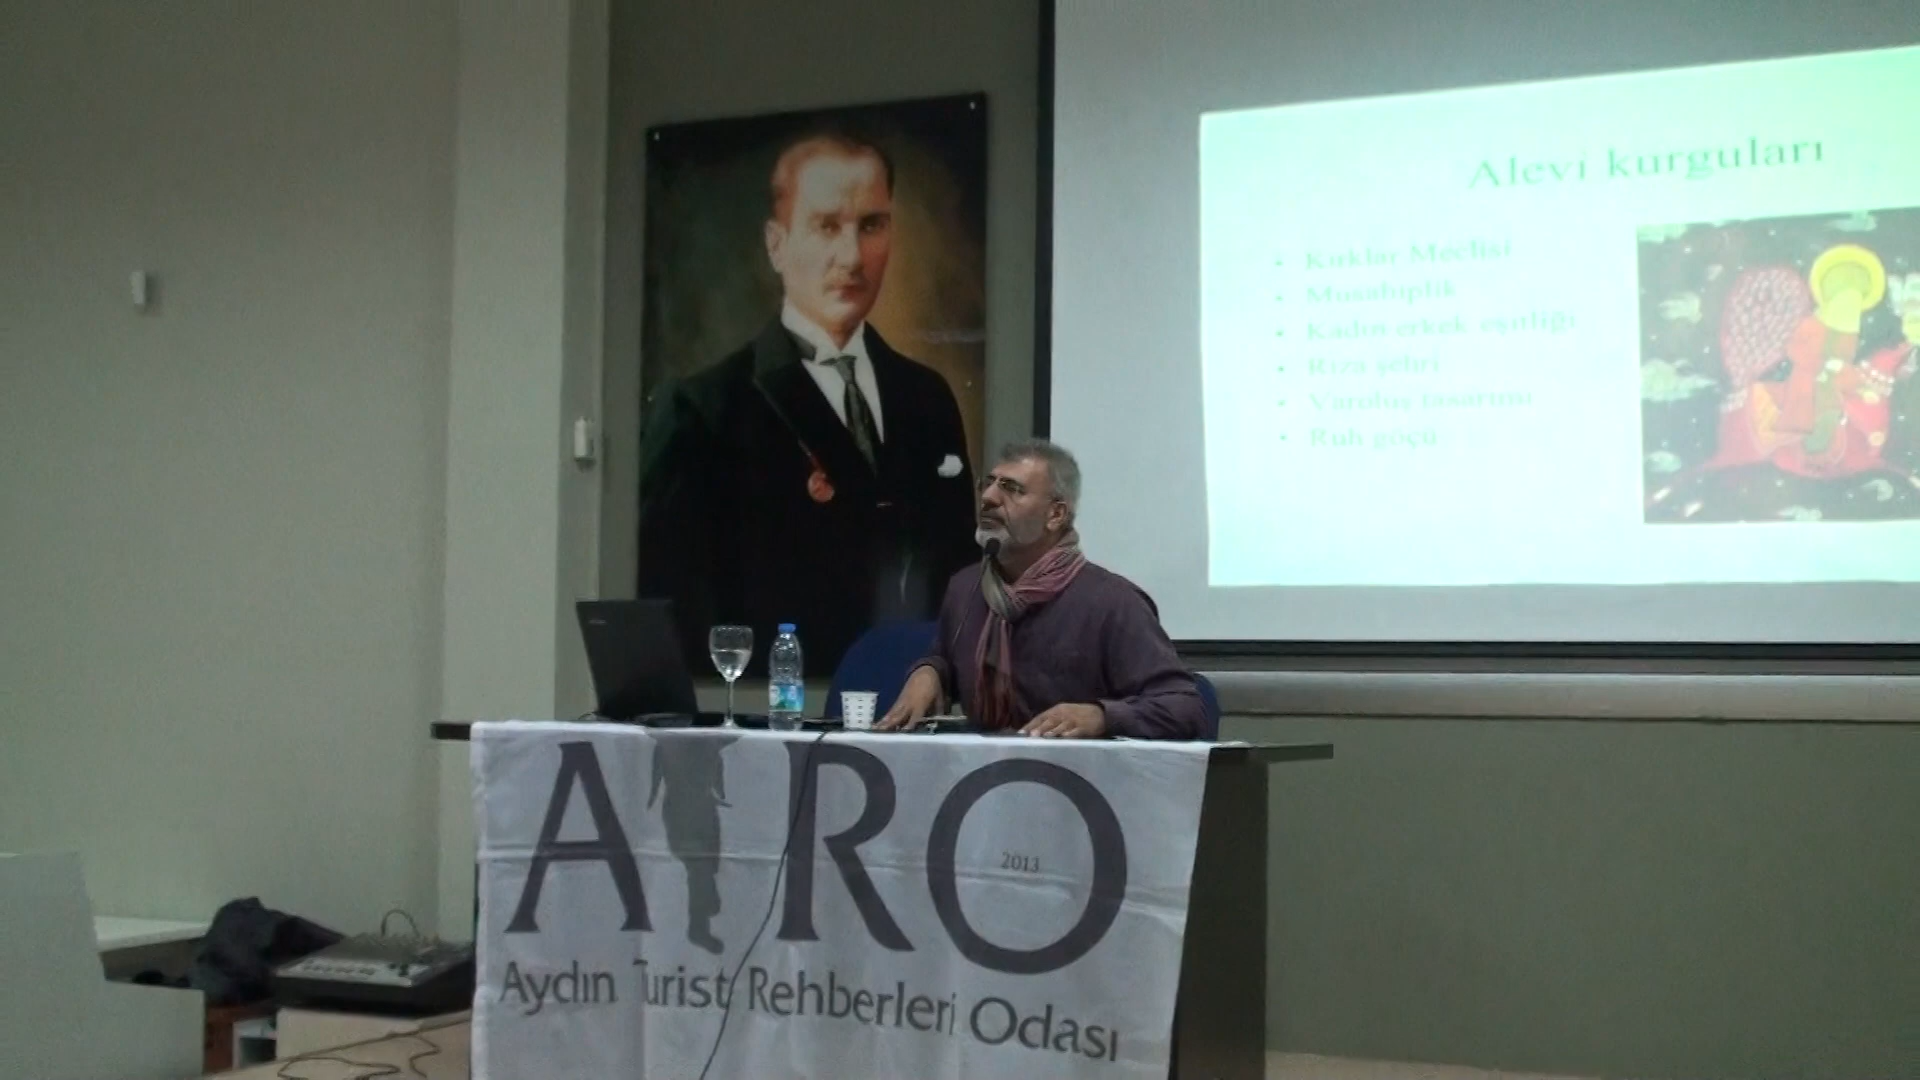 Alevi kurguları
• Kırklar Meclisi
• Musahiplik
• Kadın erkek eşitliği
• Rıza şehri
• Varoluş tasarımı
• Ruh göçü
ATRO
2013
Aydın Turist Rehberleri Odası